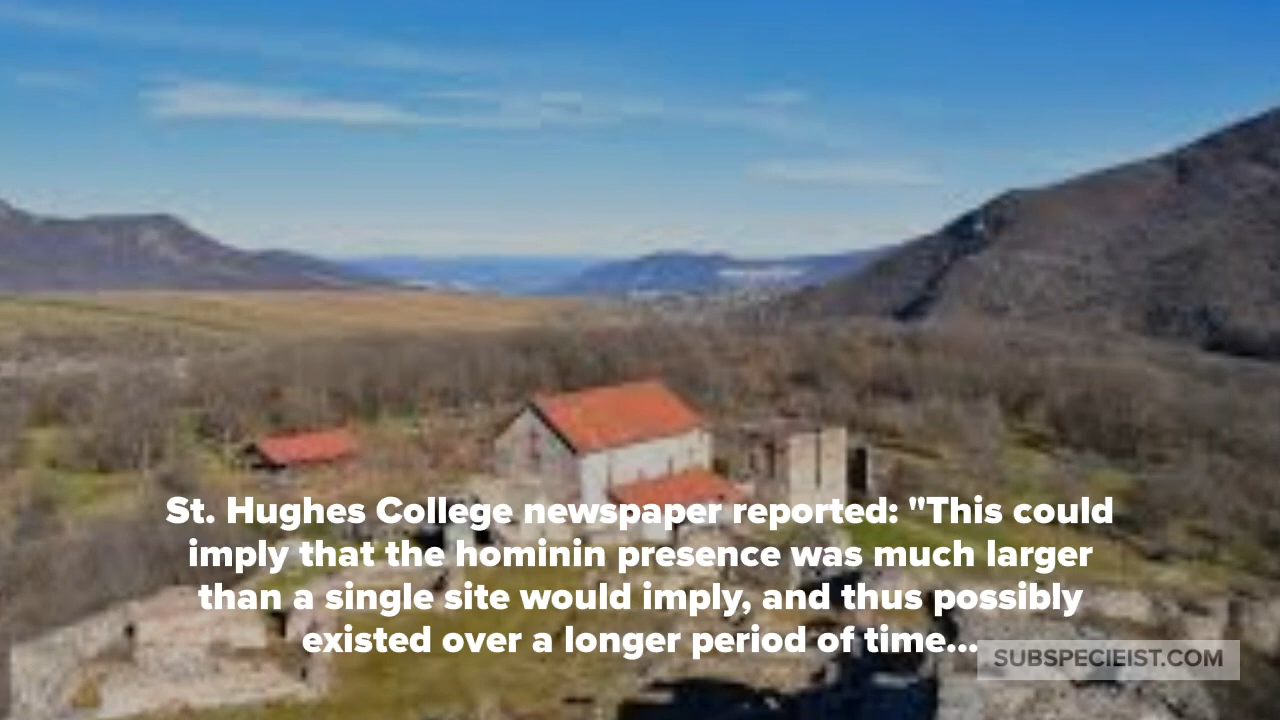 St. Hughes College newspaper reported: "This could
imply that the hominin presence was much larger
than a single site would imply, and thus possibly
existed over a longer period of time...
SUBSPECIEIST.COM